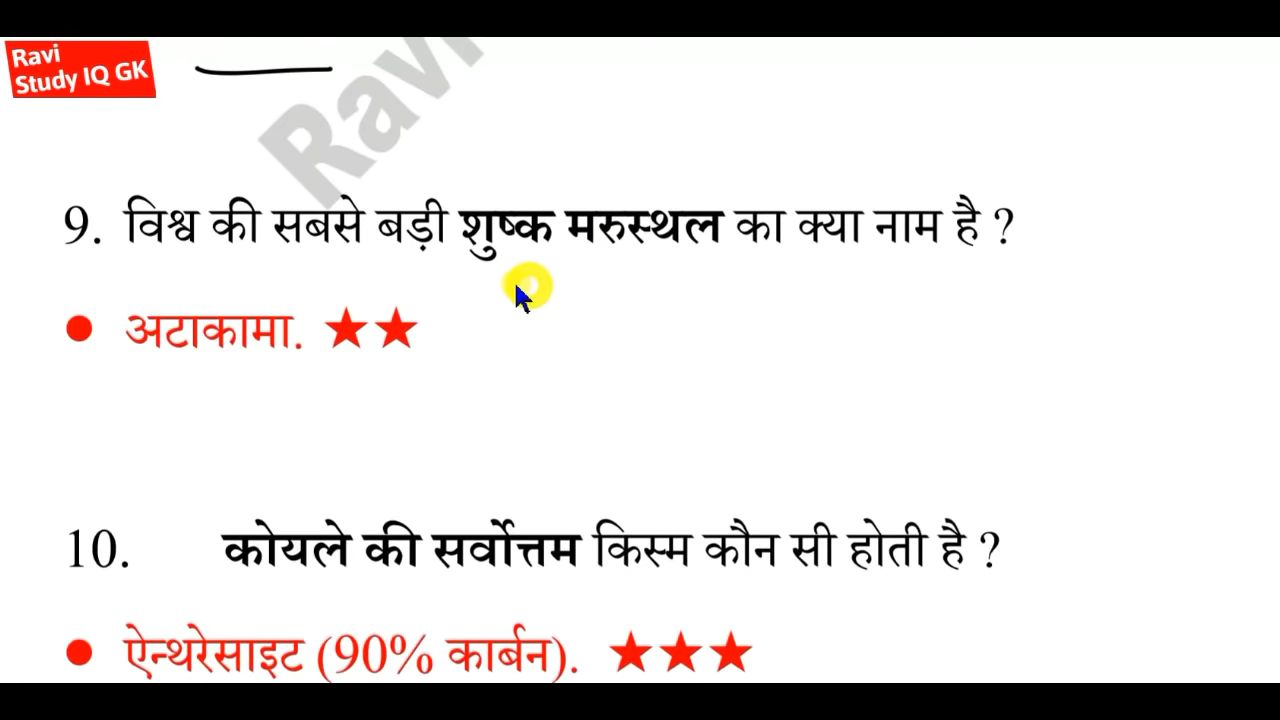 Ravi
Study IQ GK
Ravi
9. विश्व की सबसे बड़ी शुष्क मरुस्थल का क्या नाम है ?
● अटाकामा. ★★
10. कोयले की सर्वोत्तम किस्म कौन सी होती है ?
● ऐन्थरेसाइट (90% कार्बन). ★★★